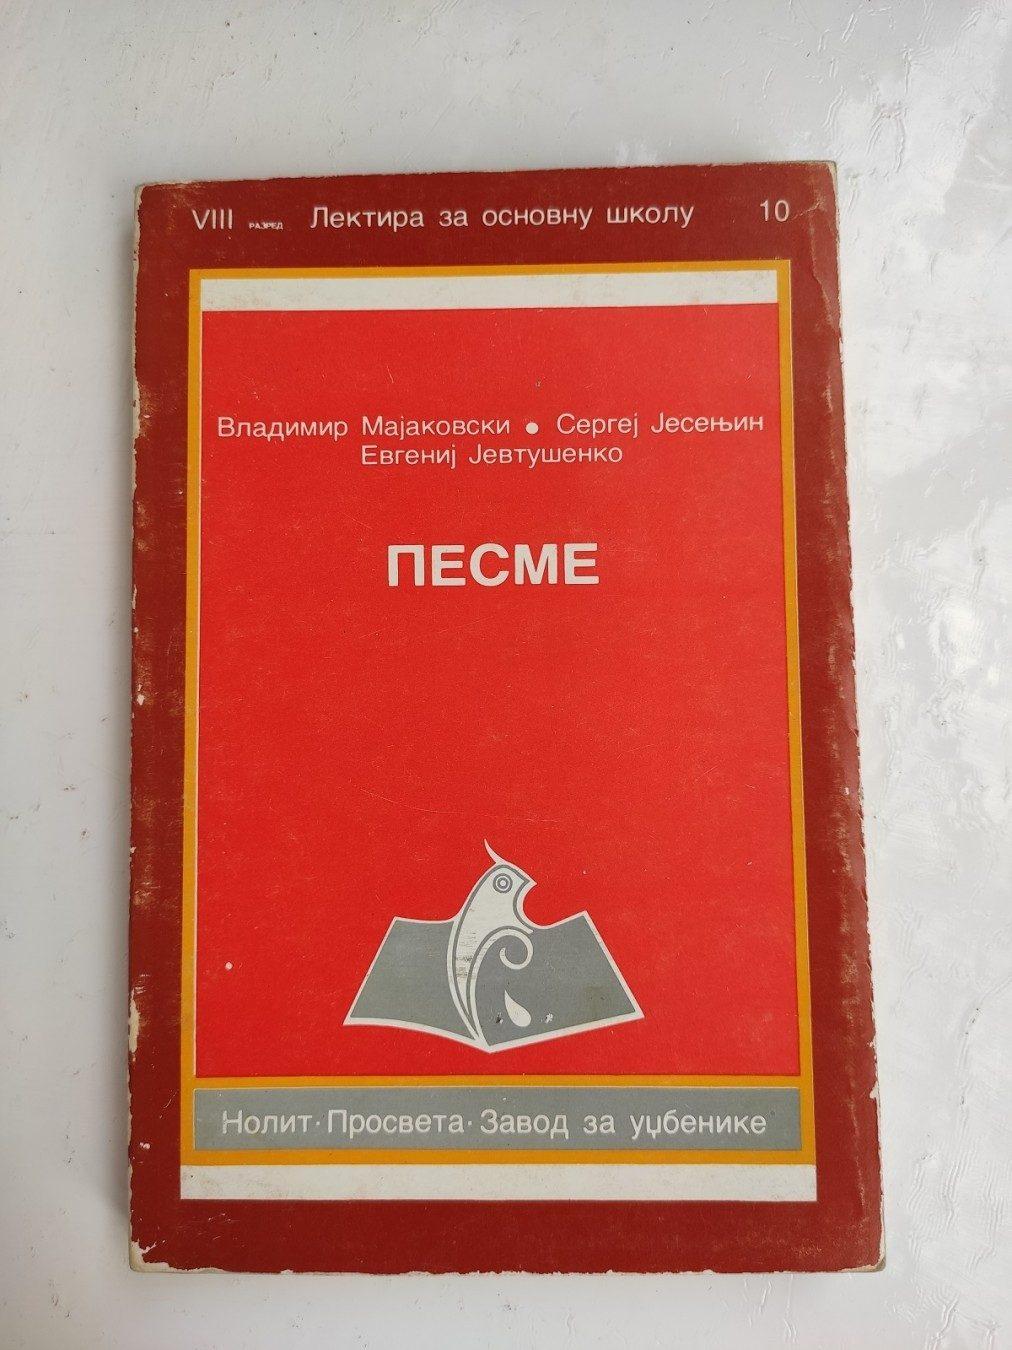 VIII РАЗРЕД Лектира за основну школу 10
Владимир Мајаковски • Сергеј Јесењин
Евгениј Јевтушенко
ПЕСМЕ
Нолит · Просвета · Завод за уџбенике